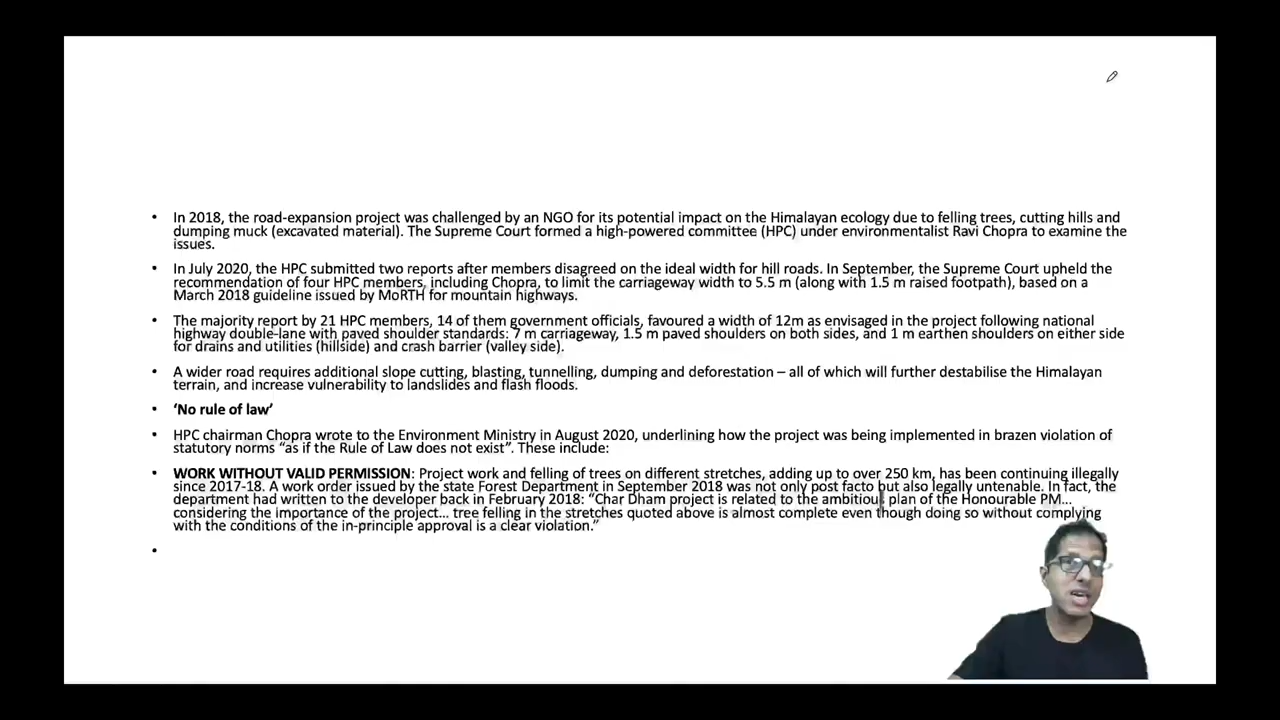 • In 2018, the road-expansion project was challenged by an NGO for its potential impact on the Himalayan ecology due to felling trees, cutting hills and
dumping muck (excavated material). The Supreme Court formed a high-powered committee (HPC) under environmentalist Ravi Chopra to examine the
issues.
• In July 2020, the HPC submitted two reports after members disagreed on the ideal width for hill roads. In September, the Supreme Court upheld the
recommendation of four HPC members, including Chopra, to limit the carriageway width to 5.5 m (along with 1.5 m raised footpath), based on a
March 2018 guideline issued by MoRTH for mountain highways.
• The majority report by 21 HPC members, 14 of them government officials, favoured a width of 12m as envisaged in the project following national
highway double-lane with paved shoulder standards: 7 m carriageway, 1.5 m paved shoulders on both sides, and 1 m earthen shoulders on either side
for drains and utilities (hillside) and crash barrier (valley side).
• A wider road requires additional slope cutting, blasting, tunnelling, dumping and deforestation – all of which will further destabilise the Himalayan
terrain, and increase vulnerability to landslides and flash floods.
• ‘No rule of law’
• HPC chairman Chopra wrote to the Environment Ministry in August 2020, underlining how the project was being implemented in brazen violation of
statutory norms “as if the Rule of Law does not exist”. These include:
• WORK WITHOUT VALID PERMISSION: Project work and felling of trees on different stretches, adding up to over 250 km, has been continuing illegally
since 2017-18. A work order issued by the state Forest Department in September 2018 was not only post facto but also legally untenable. In fact, the
department had written to the developer back in February 2018: “Char Dham project is related to the ambitious plan of the Honourable PM…
considering the importance of the project… tree felling in the stretches quoted above is almost complete even though doing so without complying
with the conditions of the in-principle approval is a clear violation.”
•